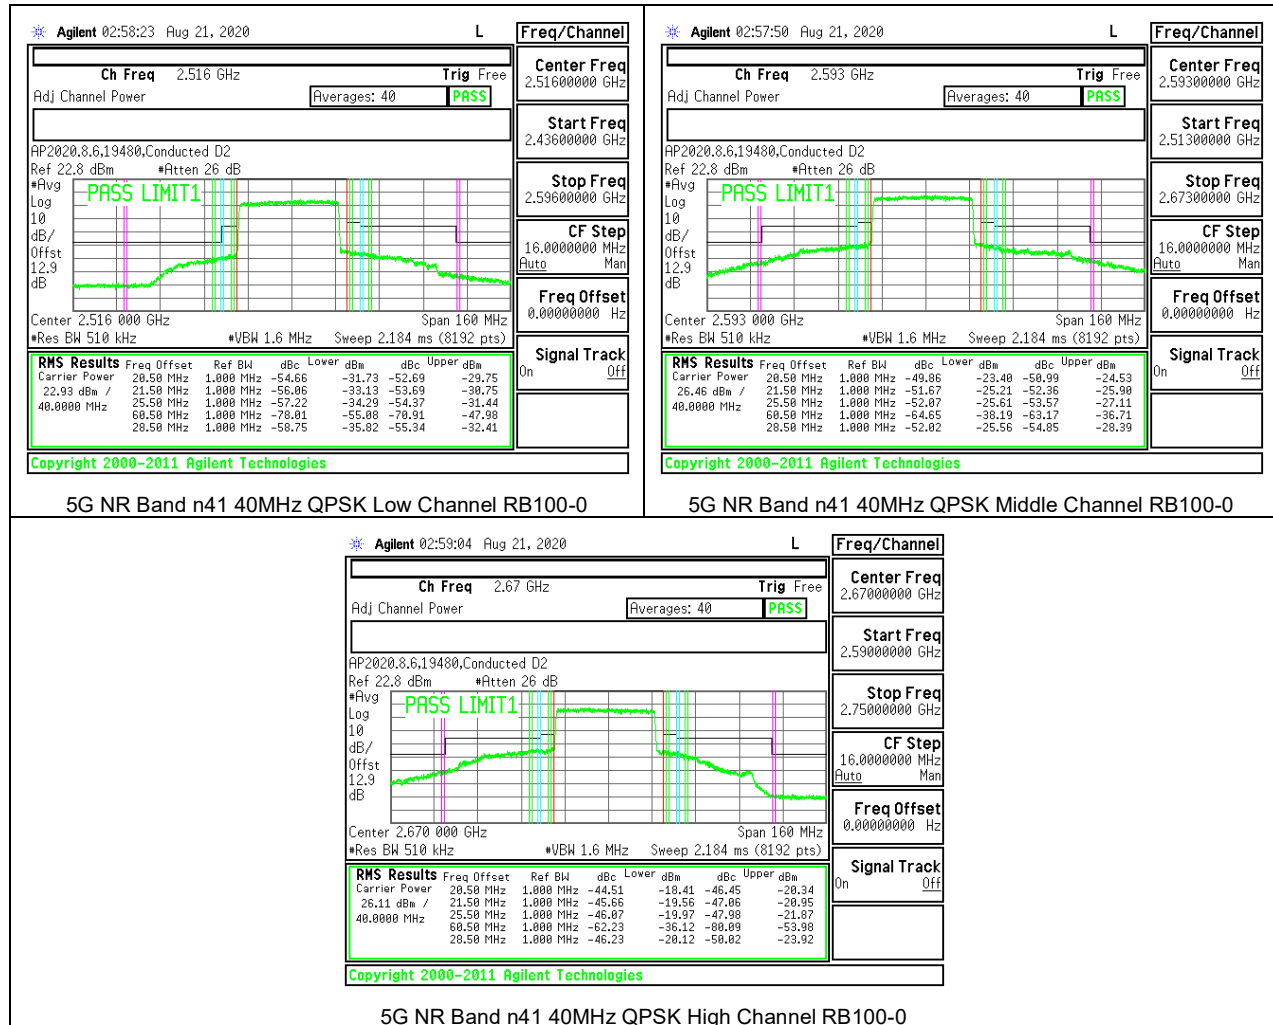 Agilent 02:58:23 Aug 21, 2020 L Freq/Channel
Ch Freq 2.516 GHz Trig Free
Adj Channel Power Averages: 40 PASS
AP2020.8.6,19480,Conducted D2
Ref 22.8 dBm #Atten 26 dB
#Avg
Log
10
dB/
Offst
12.9
dB
PASS LIMIT1
Center 2.516 000 GHz Span 160 MHz
#Res BW 510 kHz #VBW 1.6 MHz Sweep 2.184 ms (8192 pts)
RMS Results Freq Offset Ref BW dBc Lower dBm dBc Upper dBm
Carrier Power 20.50 MHz 1.000 MHz -54.66 -31.73 -52.69 -29.75
22.93 dBm / 21.50 MHz 1.000 MHz -56.06 -33.13 -53.69 -30.75
40.0000 MHz 25.50 MHz 1.000 MHz -57.22 -34.29 -54.37 -31.44
60.50 MHz 1.000 MHz -78.01 -55.08 -70.91 -47.98
28.50 MHz 1.000 MHz -58.75 -35.82 -55.34 -32.41
Copyright 2000-2011 Agilent Technologies
Center Freq
2.51600000 GHz
Start Freq
2.43600000 GHz
Stop Freq
2.59600000 GHz
CF Step
16.0000000 MHz
Auto Man
Freq Offset
0.00000000 Hz
Signal Track
On Off
5G NR Band n41 40MHz QPSK Low Channel RB100-0
Agilent 02:57:50 Aug 21, 2020 L Freq/Channel
Ch Freq 2.593 GHz Trig Free
Adj Channel Power Averages: 40 PASS
AP2020.8.6,19480,Conducted D2
Ref 22.8 dBm #Atten 26 dB
#Avg
Log
10
dB/
Offst
12.9
dB
PASS LIMIT1
Center 2.593 000 GHz Span 160 MHz
#Res BW 510 kHz #VBW 1.6 MHz Sweep 2.184 ms (8192 pts)
RMS Results Freq Offset Ref BW dBc Lower dBm dBc Upper dBm
Carrier Power 20.50 MHz 1.000 MHz -49.86 -23.40 -50.99 -24.53
26.46 dBm / 21.50 MHz 1.000 MHz -51.67 -25.21 -52.36 -25.90
40.0000 MHz 25.50 MHz 1.000 MHz -52.07 -25.61 -53.57 -27.11
60.50 MHz 1.000 MHz -64.65 -38.19 -63.17 -36.71
28.50 MHz 1.000 MHz -52.02 -25.56 -54.85 -28.39
Copyright 2000-2011 Agilent Technologies
Center Freq
2.59300000 GHz
Start Freq
2.51300000 GHz
Stop Freq
2.67300000 GHz
CF Step
16.0000000 MHz
Auto Man
Freq Offset
0.00000000 Hz
Signal Track
On Off
5G NR Band n41 40MHz QPSK Middle Channel RB100-0
Agilent 02:59:04 Aug 21, 2020 L Freq/Channel
Ch Freq 2.67 GHz Trig Free
Adj Channel Power Averages: 40 PASS
AP2020.8.6,19480,Conducted D2
Ref 22.8 dBm #Atten 26 dB
#Avg
Log
10
dB/
Offst
12.9
dB
PASS LIMIT1
Center 2.670 000 GHz Span 160 MHz
#Res BW 510 kHz #VBW 1.6 MHz Sweep 2.184 ms (8192 pts)
RMS Results Freq Offset Ref BW dBc Lower dBm dBc Upper dBm
Carrier Power 20.50 MHz 1.000 MHz -44.51 -18.41 -46.45 -20.34
26.11 dBm / 21.50 MHz 1.000 MHz -45.66 -19.56 -47.06 -20.95
40.0000 MHz 25.50 MHz 1.000 MHz -46.07 -19.97 -47.98 -21.87
60.50 MHz 1.000 MHz -62.23 -36.12 -80.09 -53.98
28.50 MHz 1.000 MHz -46.23 -20.12 -50.02 -23.92
Copyright 2000-2011 Agilent Technologies
Center Freq
2.67000000 GHz
Start Freq
2.59000000 GHz
Stop Freq
2.75000000 GHz
CF Step
16.0000000 MHz
Auto Man
Freq Offset
0.00000000 Hz
Signal Track
On Off
5G NR Band n41 40MHz QPSK High Channel RB100-0